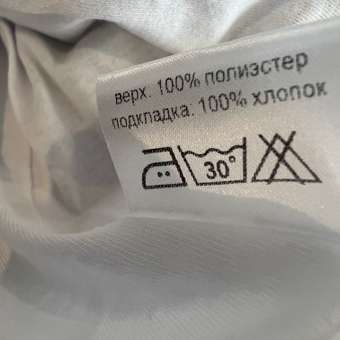 верх. 100% полиэстер
подкладка: 100% хлопок
30°